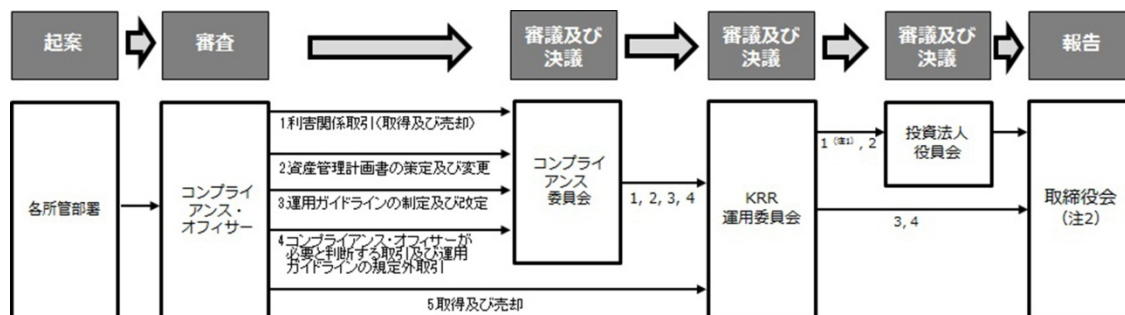 起案
審査
審議及び
決議
審議及び
決議
審議及び
決議
報告
各所管部署
コンプライ
アンス・
オフィサー
1利害関係取引(取得及び売却)
2資産管理計画書の策定及び変更
3運用ガイドラインの制定及び改定
4コンプライアンス・オフィサーが
必要と判断する取引及び運用
ガイドラインの規定外取引
5取得及び売却
コンプライ
アンス
委員会
1, 2, 3, 4
KRR
運用委員会
1(注1), 2
3, 4
投資法人
役員会
取締役会
(注2)